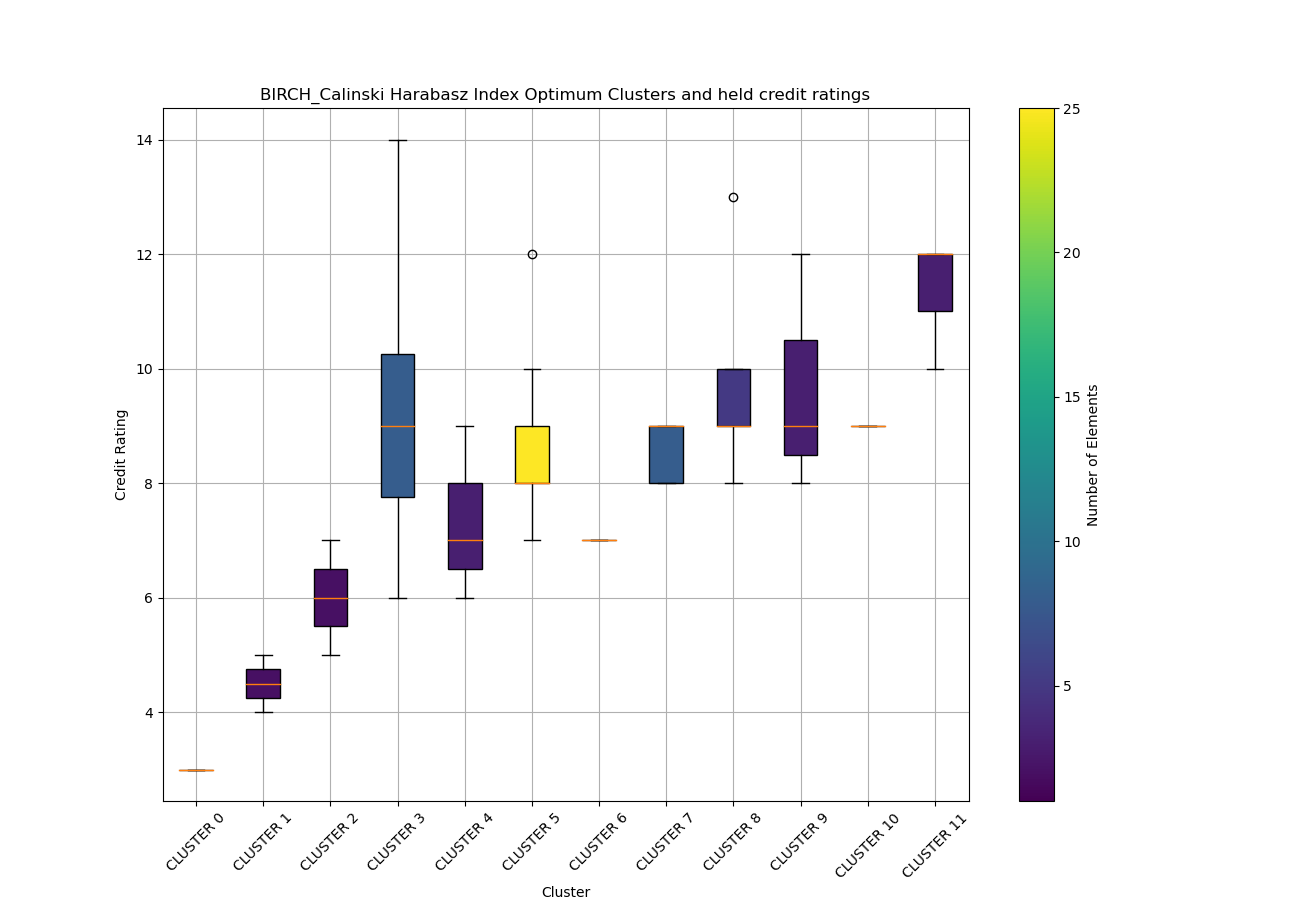 BIRCH_Calinski Harabasz Index Optimum Clusters and held credit ratings
14
12
10
8
6
4
Credit Rating
CLUSTER 0
CLUSTER 1
CLUSTER 2
CLUSTER 3
CLUSTER 4
CLUSTER 5
CLUSTER 6
CLUSTER 7
CLUSTER 8
CLUSTER 9
CLUSTER 10
CLUSTER 11
Cluster
25
20
15
10
5
Number of Elements